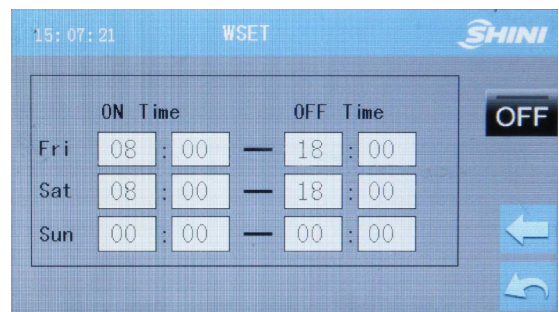 15:07:21 WSET SHINI
ON Time OFF Time
OFF
Fri 08 : 00 — 18 : 00
Sat 08 : 00 — 18 : 00
Sun 00 : 00 — 00 : 00